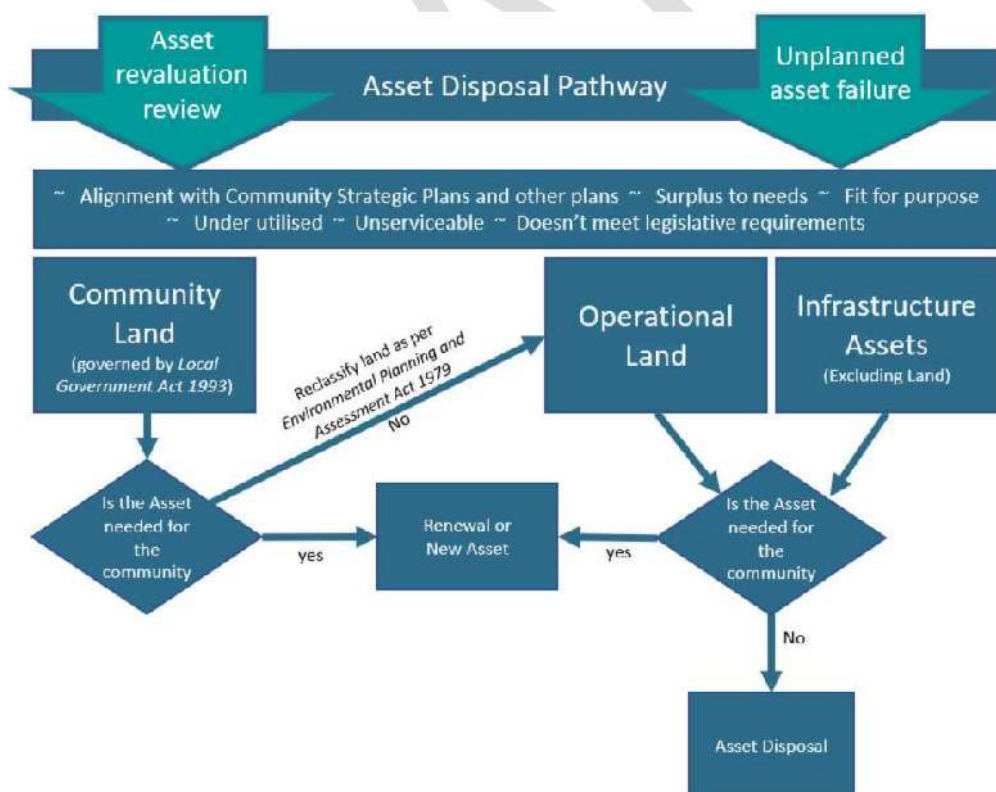 Asset
revaluation
review
Asset Disposal Pathway
Unplanned
asset failure
~ Alignment with Community Strategic Plans and other plans ~ Surplus to needs ~ Fit for purpose
~ Under utilised ~ Unserviceable ~ Doesn't meet legislative requirements
Community
Land
(governed by Local
Government Act 1993)
Reclassify land as per
Environmental Planning and
Assessment Act 1979
No
Operational
Land
Infrastructure
Assets
(Excluding Land)
Is the Asset
needed for
the
community
yes
Renewal or
New Asset
yes
Is the Asset
needed for
the
community
No
Asset Disposal